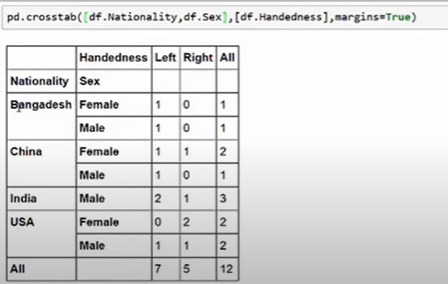 pd.crosstab([df.Nationality,df.Sex],[df.Handedness],margins=True)
Handedness Left Right All
Nationality Sex
Bangadesh Female 1 0 1
Male 1 0 1
China Female 1 1 2
Male 1 0 1
India Male 2 1 3
USA Female 0 2 2
Male 1 1 2
All 7 5 12